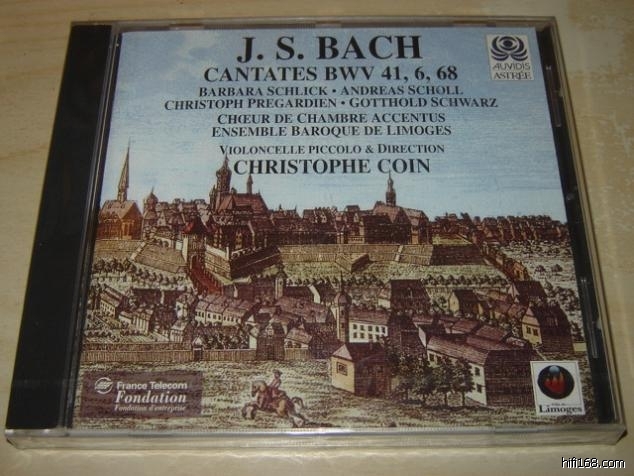 J. S. BACH
CANTATES BWV 41, 6, 68
BARBARA SCHLICK • ANDREAS SCHOLL
CHRISTOPH PREGARDIEN • GOTTHOLD SCHWARZ
CHŒUR DE CHAMBRE ACCENTUS
ENSEMBLE BAROQUE DE LIMOGES
VIOLONCELLE PICCOLO & DIRECTION
CHRISTOPHE COIN
AUVIDIS
ASTRÉE
France Telecom
Fondation
Fondation d'entreprise
Limoges
hifi168.com